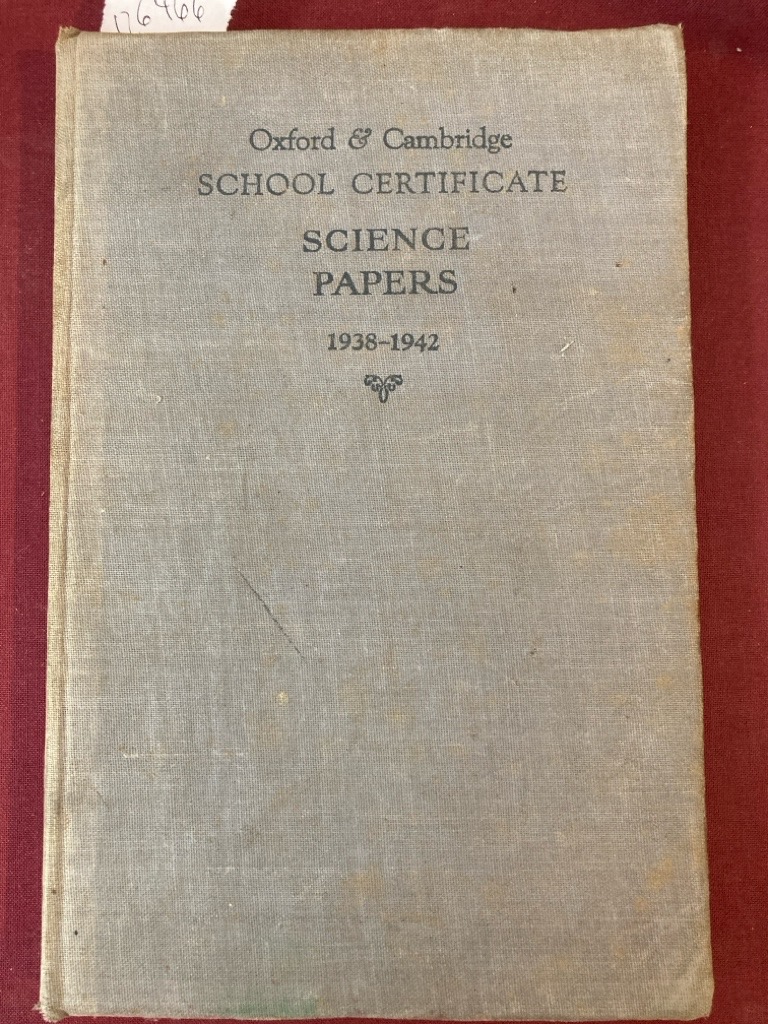 176466
Oxford & Cambridge
SCHOOL CERTIFICATE
SCIENCE
PAPERS
1938-1942